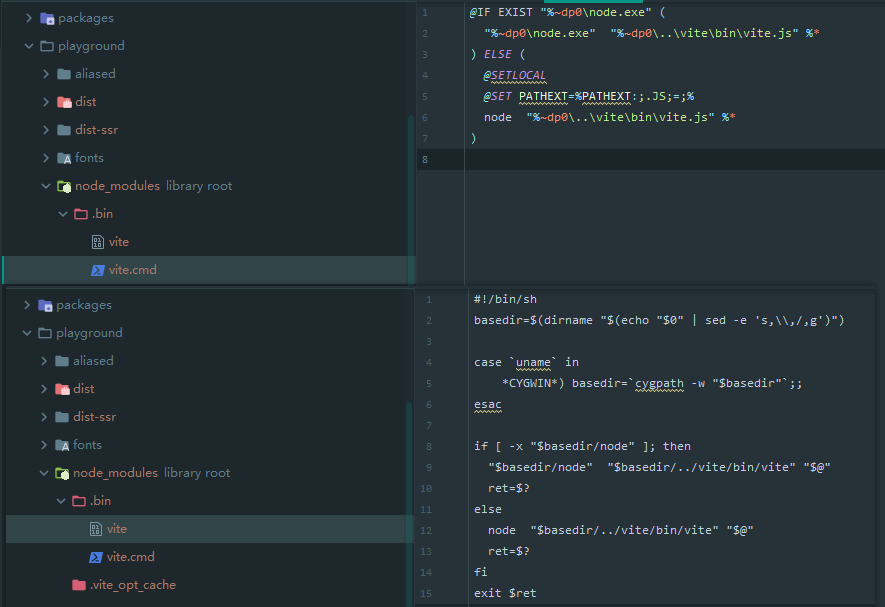 packages
playground
aliased
dist
dist-ssr
fonts
node_modules library root
.bin
vite
vite.cmd
1 @IF EXIST "%~dp0\node.exe" (
2   "%~dp0\node.exe"  "%~dp0\..\vite\bin\vite.js" %*
3 ) ELSE (
4   @SETLOCAL
5   @SET PATHEXT=%PATHEXT:;.JS;=;%
6   node  "%~dp0\..\vite\bin\vite.js" %*
7 )
8
packages
playground
aliased
dist
dist-ssr
fonts
node_modules library root
.bin
vite
vite.cmd
.vite_opt_cache
1 #!/bin/sh
2 basedir=$(dirname "$(echo "$0" | sed -e 's,\\,/,g')")
3
4 case `uname` in
5     *CYGWIN*) basedir=`cygpath -w "$basedir"`;;
6 esac
7
8 if [ -x "$basedir/node" ]; then
9   "$basedir/node"  "$basedir/../vite/bin/vite" "$@"
10   ret=$?
11 else
12   node  "$basedir/../vite/bin/vite" "$@"
13   ret=$?
14 fi
15 exit $ret